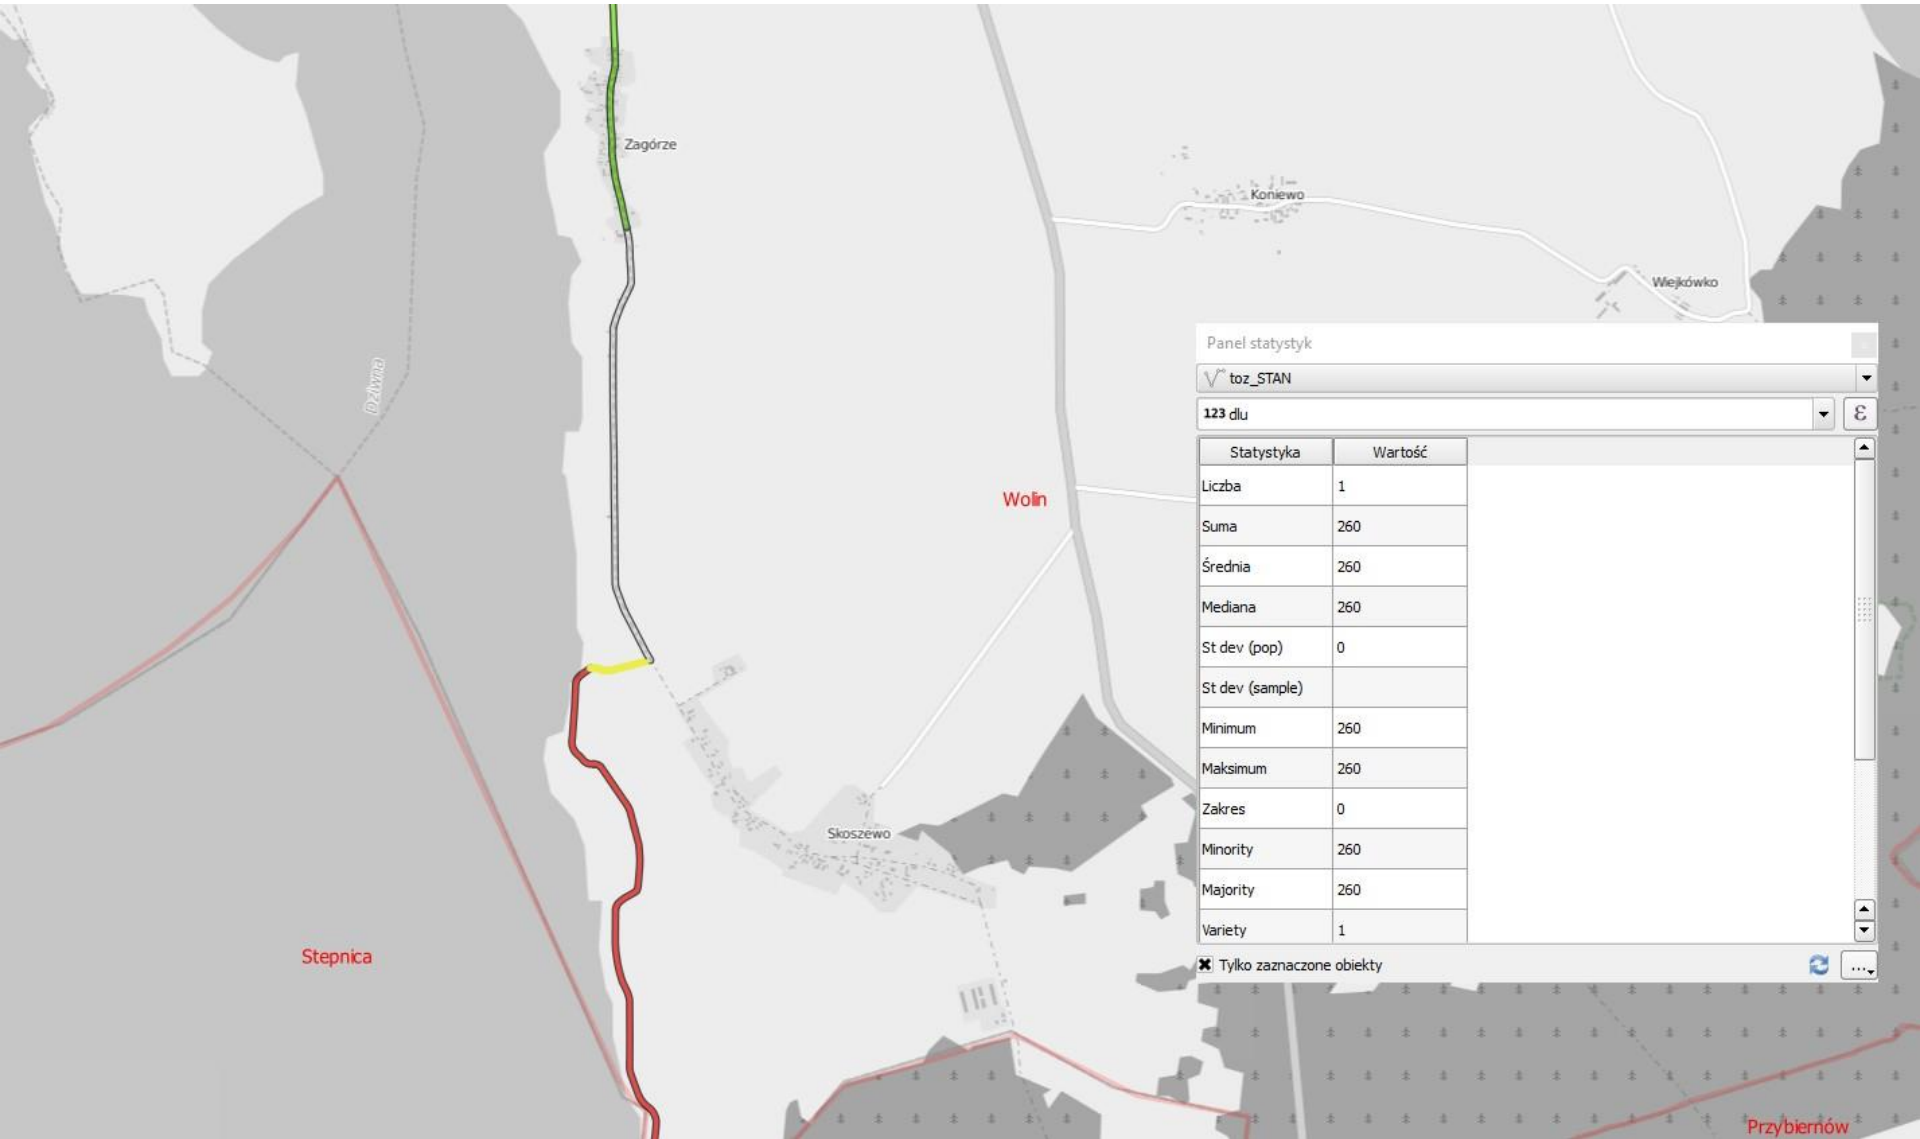 Zagórze
Koniewo
Wiejkówko
Dziwna
Wolin
Skoszewo
Stepnica
Przybiernów
Panel statystyk
toz_STAN
123 dlu
ε
Statystyka Wartość
Liczba 1
Suma 260
Średnia 260
Mediana 260
St dev (pop) 0
St dev (sample)
Minimum 260
Maksimum 260
Zakres 0
Minority 260
Majority 260
Variety 1
Tylko zaznaczone obiekty
...